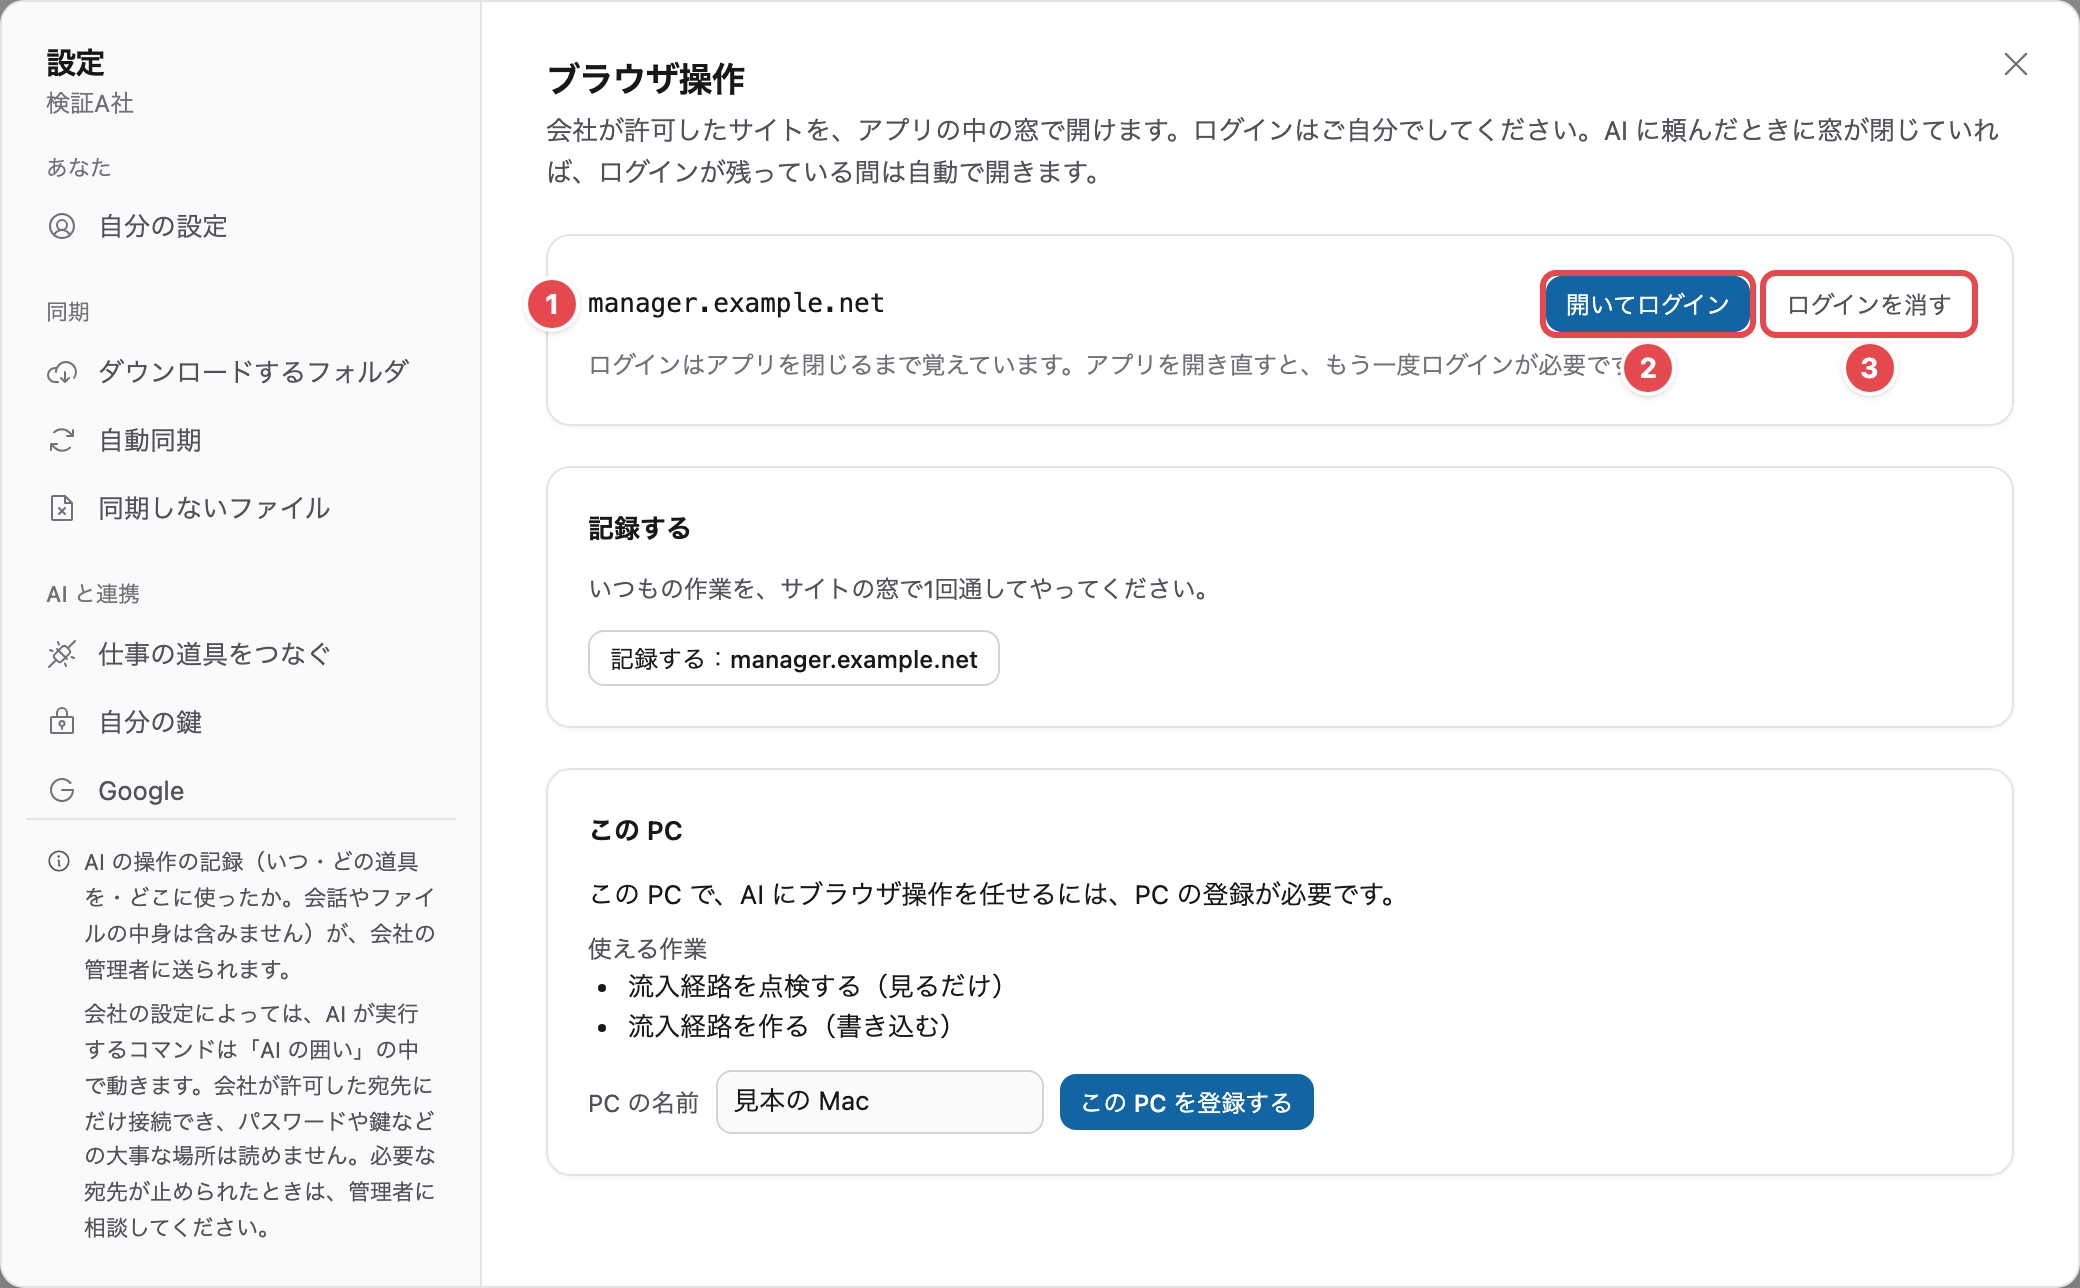 設定
検証A社
あなた
自分の設定
同期
ダウンロードするフォルダ
自動同期
同期しないファイル
AI と連携
仕事の道具をつなぐ
自分の鍵
Google
AI の操作の記録（いつ・どの道具
を・どこに使ったか。会話やファイ
ルの中身は含みません）が、会社の
管理者に送られます。
会社の設定によっては、AI が実行
するコマンドは「AI の囲い」の中
で動きます。会社が許可した宛先に
だけ接続でき、パスワードや鍵など
の大事な場所は読めません。必要な
宛先が止められたときは、管理者に
相談してください。
ブラウザ操作
会社が許可したサイトを、アプリの中の窓で開けます。ログインはご自分でしてください。AI に頼んだときに窓が閉じていれ
ば、ログインが残っている間は自動で開きます。
1
manager.example.net
開いてログイン
ログインを消す
ログインはアプリを閉じるまで覚えています。アプリを開き直すと、もう一度ログインが必要です
2
3
記録する
いつもの作業を、サイトの窓で1回通してやってください。
記録する：manager.example.net
この PC
この PC で、AI にブラウザ操作を任せるには、PC の登録が必要です。
使える作業
• 流入経路を点検する（見るだけ）
• 流入経路を作る（書き込む）
PC の名前
見本の Mac
この PC を登録する